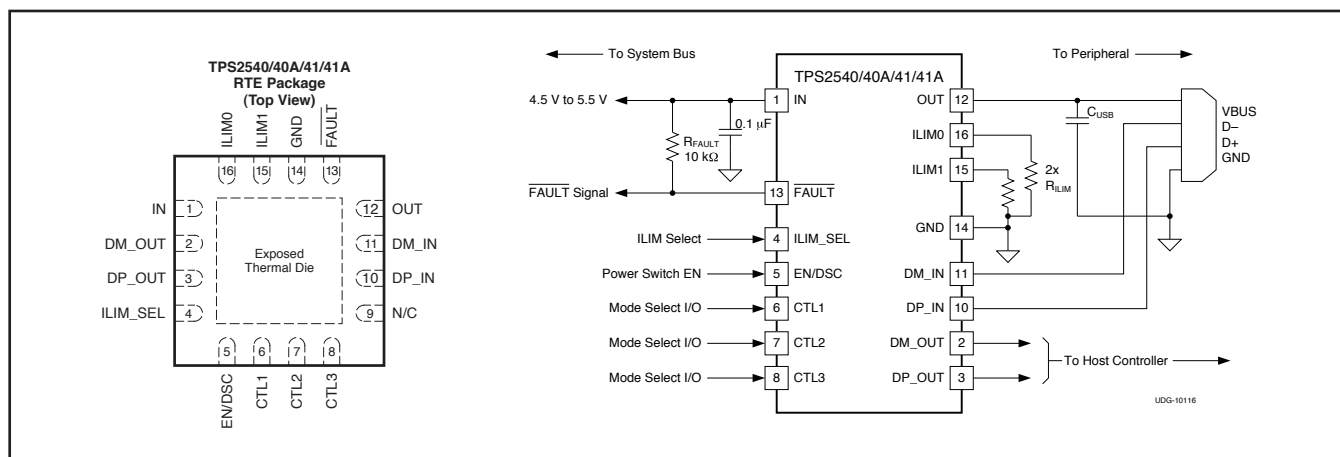 TPS2540/40A/41/41A
RTE Package
(Top View)
ILIM0
ILIM1
GND
FAULT
16
15
14
13
IN 1
12 OUT
DM_OUT 2
11 DM_IN
DP_OUT 3
10 DP_IN
ILIM_SEL 4
9 N/C
Exposed
Thermal Die
5
6
7
8
EN/DSC
CTL1
CTL2
CTL3
To System Bus
To Peripheral
TPS2540/40A/41/41A
4.5 V to 5.5 V
1 IN
OUT 12
0.1 µF
RFAULT
10 kΩ
CUSB
VBUS
D–
D+
GND
ILIM0 16
ILIM1 15
2x
RILIM
FAULT Signal
13 FAULT
GND 14
ILIM Select
4 ILIM_SEL
Power Switch EN
5 EN/DSC
DM_IN 11
Mode Select I/O
6 CTL1
DP_IN 10
Mode Select I/O
7 CTL2
DM_OUT 2
Mode Select I/O
8 CTL3
DP_OUT 3
To Host Controller
UDG-10116